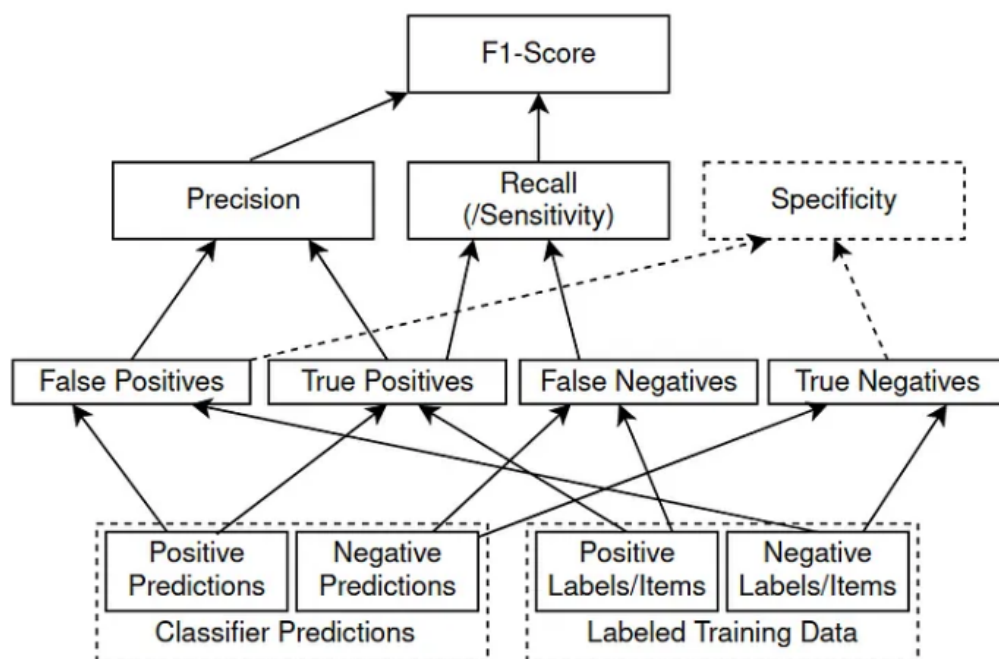 F1-Score
Precision
Recall
(/Sensitivity)
Specificity
False Positives
True Positives
False Negatives
True Negatives
Positive
Predictions
Negative
Predictions
Positive
Labels/Items
Negative
Labels/Items
Classifier Predictions
Labeled Training Data